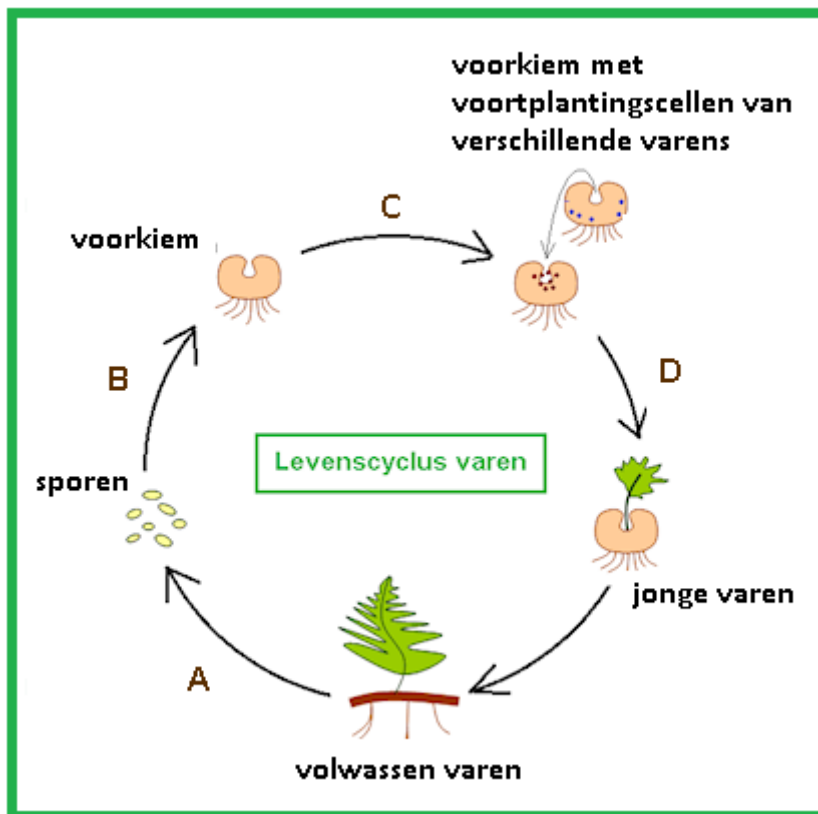 voorkiem met
voortplantingscellen van
verschillende varens
C
voorkiem
B
D
Levenscyclus varen
sporen
jonge varen
A
volwassen varen